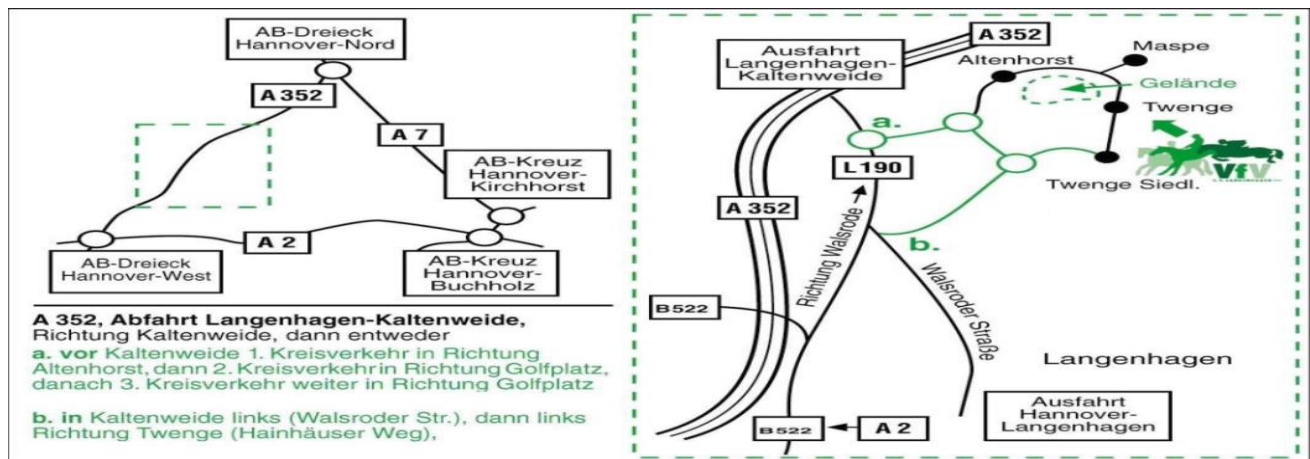 AB-Dreieck
Hannover-Nord
A 352
A 7
AB-Kreuz
Hannover-
Kirchhorst
A 2
AB-Dreieck
Hannover-West
AB-Kreuz
Hannover-
Buchholz
A 352, Abfahrt Langenhagen-Kaltenweide,
Richtung Kaltenweide, dann entweder
a. vor Kaltenweide 1. Kreisverkehr in Richtung
Altenhorst, dann 2. Kreisverkehr in Richtung Golfplatz,
danach 3. Kreisverkehr weiter in Richtung Golfplatz
b. in Kaltenweide links (Walsroder Str.), dann links
Richtung Twenge (Hainhäuser Weg),
Ausfahrt
Langenhagen-
Kaltenweide
A 352
Altenhorst
Maspe
Gelände
Twenge
a.
L190
VfV
Twenge Siedl.
A 352
Richtung Walsrode
b.
Walsroder Straße
B522
Langenhagen
Ausfahrt
Hannover-
Langenhagen
B522
A 2